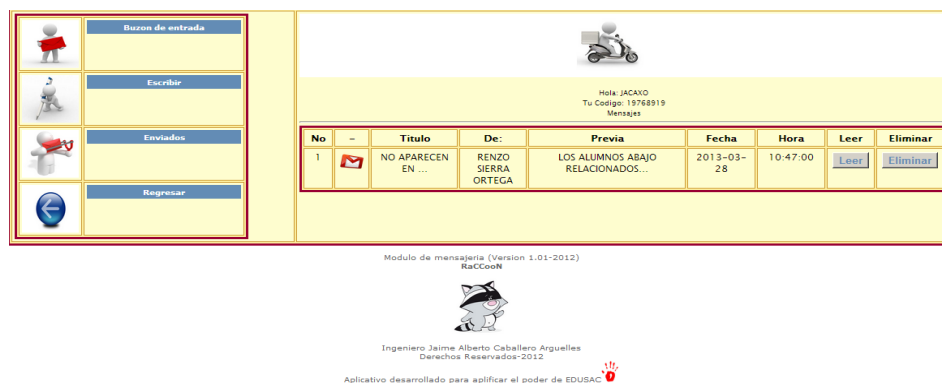 Buzon de entrada
Escribir
Enviados
Regresar
Hola: JACAXO
Tu Codigo: 19768919
Mensajes
No – Titulo De: Previa Fecha Hora Leer Eliminar
1 NO APARECEN EN ... RENZO SIERRA ORTEGA LOS ALUMNOS ABAJO RELACIONADOS... 2013-03-28 10:47:00 Leer Eliminar
Modulo de mensajeria (Version 1.01-2012)
RaCCooN
Ingeniero Jaime Alberto Caballero Arguelles
Derechos Reservados-2012
Aplicativo desarrollado para aplificar el poder de EDUSAC